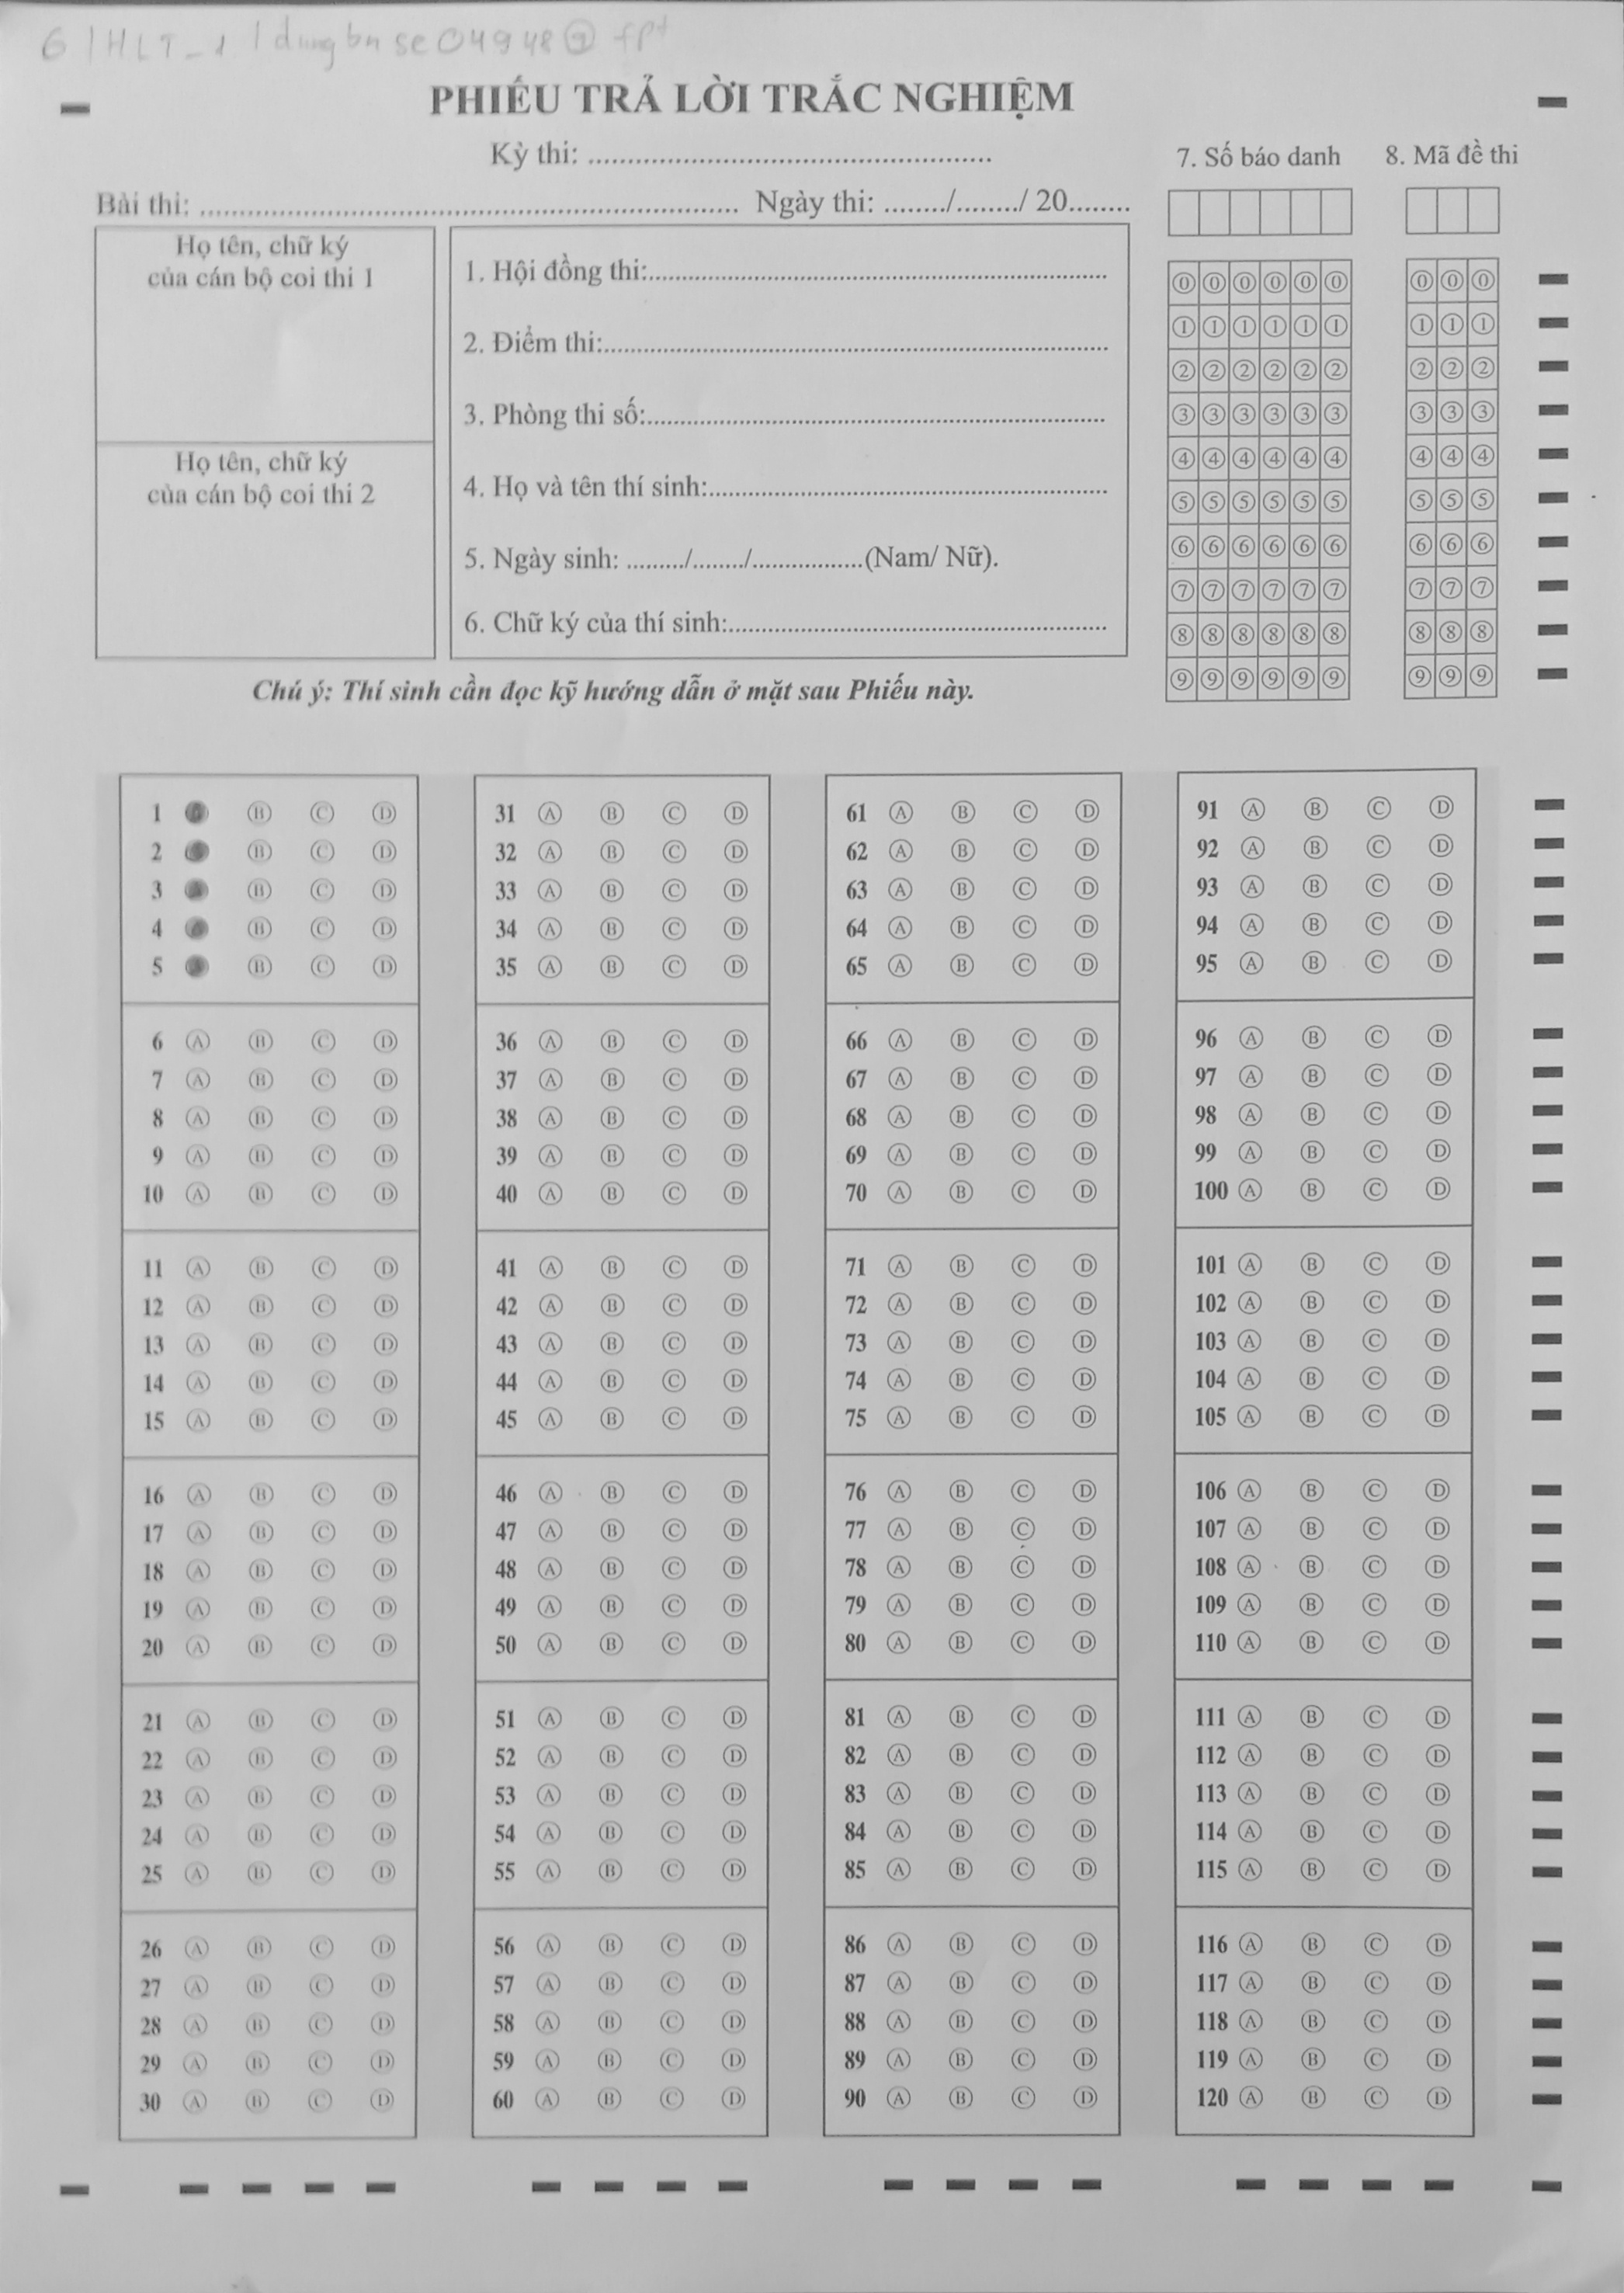 6 / HLT_1 / dungbnse04948@fpt
PHIẾU TRẢ LỜI TRẮC NGHIỆM
Kỳ thi: ....................................................
Bài thi: .................................................................... Ngày thi: ......../......../ 20........
7. Số báo danh
8. Mã đề thi
Họ tên, chữ ký
của cán bộ coi thi 1
Họ tên, chữ ký
của cán bộ coi thi 2
1. Hội đồng thi:..........................................................
2. Điểm thi:................................................................
3. Phòng thi số:..........................................................
4. Họ và tên thí sinh:..................................................
5. Ngày sinh: ........./......../.................(Nam/ Nữ).
6. Chữ ký của thí sinh:................................................
0 0 0 0 0 0 0 0 0
1 1 1 1 1 1 1 1 1
2 2 2 2 2 2 2 2 2
3 3 3 3 3 3 3 3 3
4 4 4 4 4 4 4 4 4
5 5 5 5 5 5 5 5 5
6 6 6 6 6 6 6 6 6
7 7 7 7 7 7 7 7 7
8 8 8 8 8 8 8 8 8
9 9 9 9 9 9 9 9 9
Chú ý: Thí sinh cần đọc kỹ hướng dẫn ở mặt sau Phiếu này.
1 A B C D
2 A B C D
3 A B C D
4 A B C D
5 A B C D
6 A B C D
7 A B C D
8 A B C D
9 A B C D
10 A B C D
11 A B C D
12 A B C D
13 A B C D
14 A B C D
15 A B C D
16 A B C D
17 A B C D
18 A B C D
19 A B C D
20 A B C D
21 A B C D
22 A B C D
23 A B C D
24 A B C D
25 A B C D
26 A B C D
27 A B C D
28 A B C D
29 A B C D
30 A B C D
31 A B C D
32 A B C D
33 A B C D
34 A B C D
35 A B C D
36 A B C D
37 A B C D
38 A B C D
39 A B C D
40 A B C D
41 A B C D
42 A B C D
43 A B C D
44 A B C D
45 A B C D
46 A B C D
47 A B C D
48 A B C D
49 A B C D
50 A B C D
51 A B C D
52 A B C D
53 A B C D
54 A B C D
55 A B C D
56 A B C D
57 A B C D
58 A B C D
59 A B C D
60 A B C D
61 A B C D
62 A B C D
63 A B C D
64 A B C D
65 A B C D
66 A B C D
67 A B C D
68 A B C D
69 A B C D
70 A B C D
71 A B C D
72 A B C D
73 A B C D
74 A B C D
75 A B C D
76 A B C D
77 A B C D
78 A B C D
79 A B C D
80 A B C D
81 A B C D
82 A B C D
83 A B C D
84 A B C D
85 A B C D
86 A B C D
87 A B C D
88 A B C D
89 A B C D
90 A B C D
91 A B C D
92 A B C D
93 A B C D
94 A B C D
95 A B C D
96 A B C D
97 A B C D
98 A B C D
99 A B C D
100 A B C D
101 A B C D
102 A B C D
103 A B C D
104 A B C D
105 A B C D
106 A B C D
107 A B C D
108 A B C D
109 A B C D
110 A B C D
111 A B C D
112 A B C D
113 A B C D
114 A B C D
115 A B C D
116 A B C D
117 A B C D
118 A B C D
119 A B C D
120 A B C D